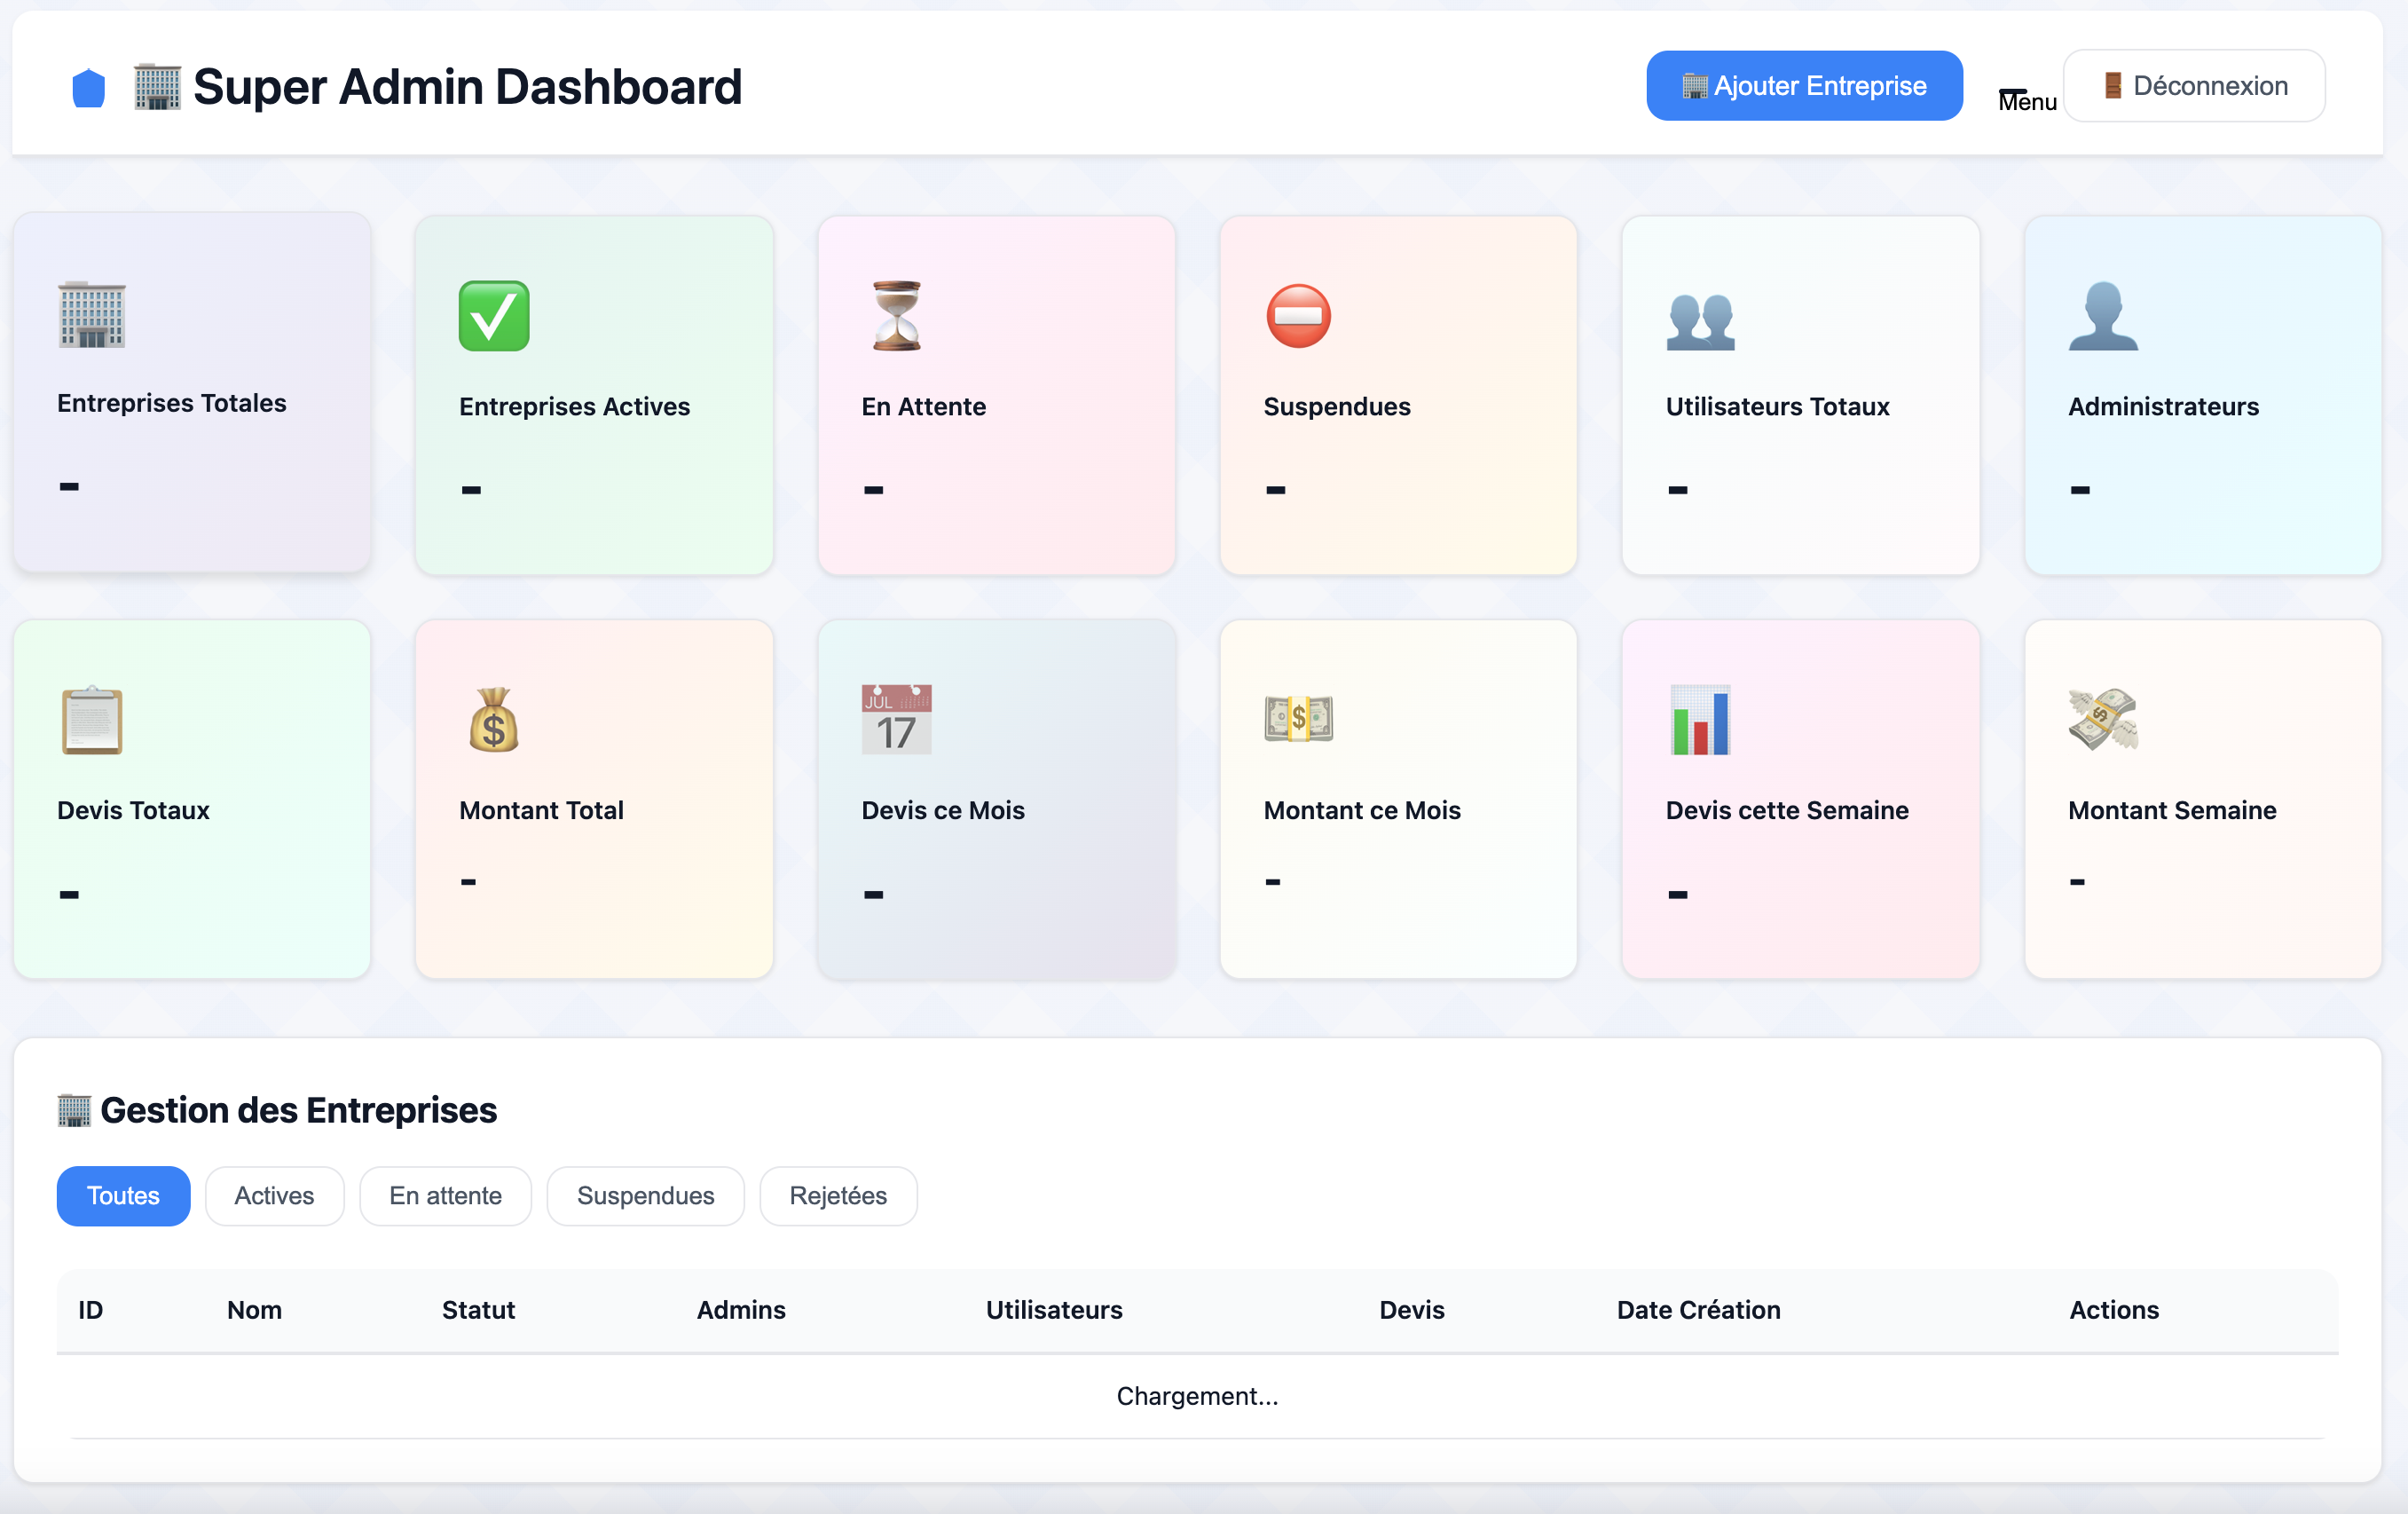 Super Admin Dashboard
Ajouter Entreprise
Menu
Déconnexion
Entreprises Totales
-
Entreprises Actives
-
En Attente
-
Suspendues
-
Utilisateurs Totaux
-
Administrateurs
-
Devis Totaux
-
Montant Total
-
JUL
17
Devis ce Mois
-
Montant ce Mois
-
Devis cette Semaine
-
Montant Semaine
-
Gestion des Entreprises
Toutes
Actives
En attente
Suspendues
Rejetées
ID Nom Statut Admins Utilisateurs Devis Date Création Actions
Chargement...